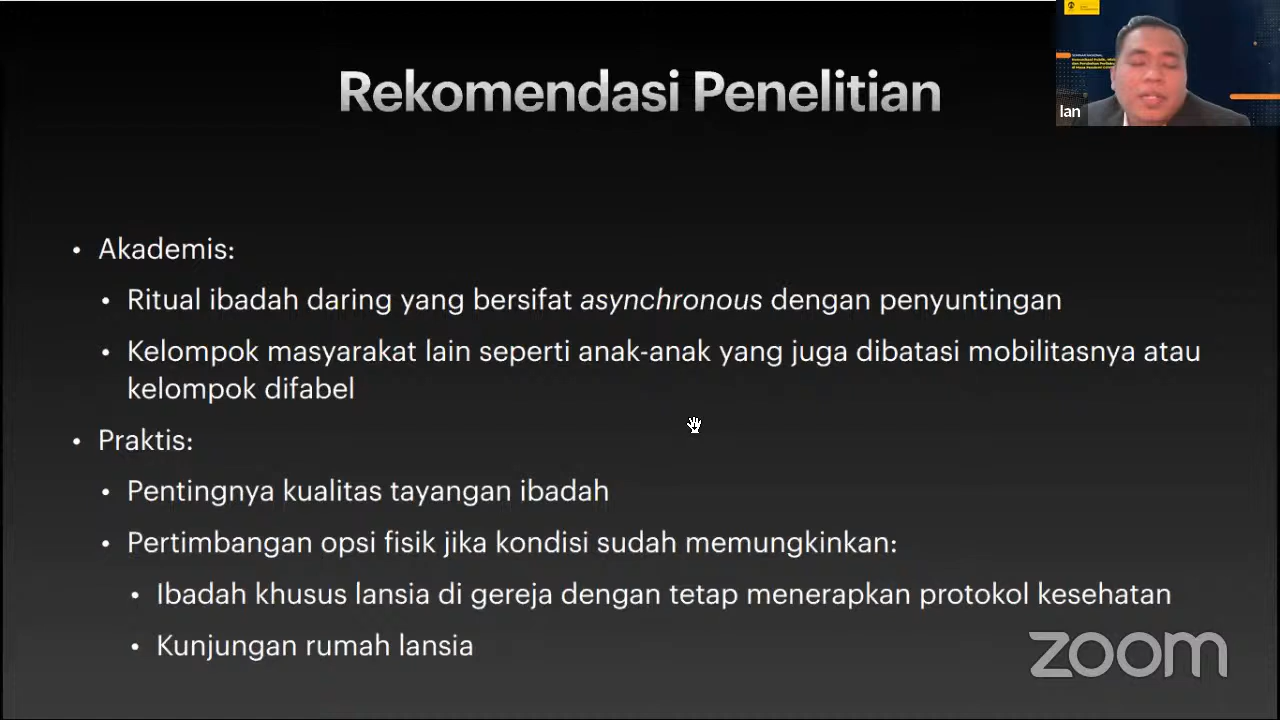 Rekomendasi Penelitian
SEMINAR NASIONAL
Ian
• Akademis:
• Ritual ibadah daring yang bersifat asynchronous dengan penyuntingan
• Kelompok masyarakat lain seperti anak-anak yang juga dibatasi mobilitasnya atau
kelompok difabel
• Praktis:
• Pentingnya kualitas tayangan ibadah
• Pertimbangan opsi fisik jika kondisi sudah memungkinkan:
• Ibadah khusus lansia di gereja dengan tetap menerapkan protokol kesehatan
• Kunjungan rumah lansia
zoom